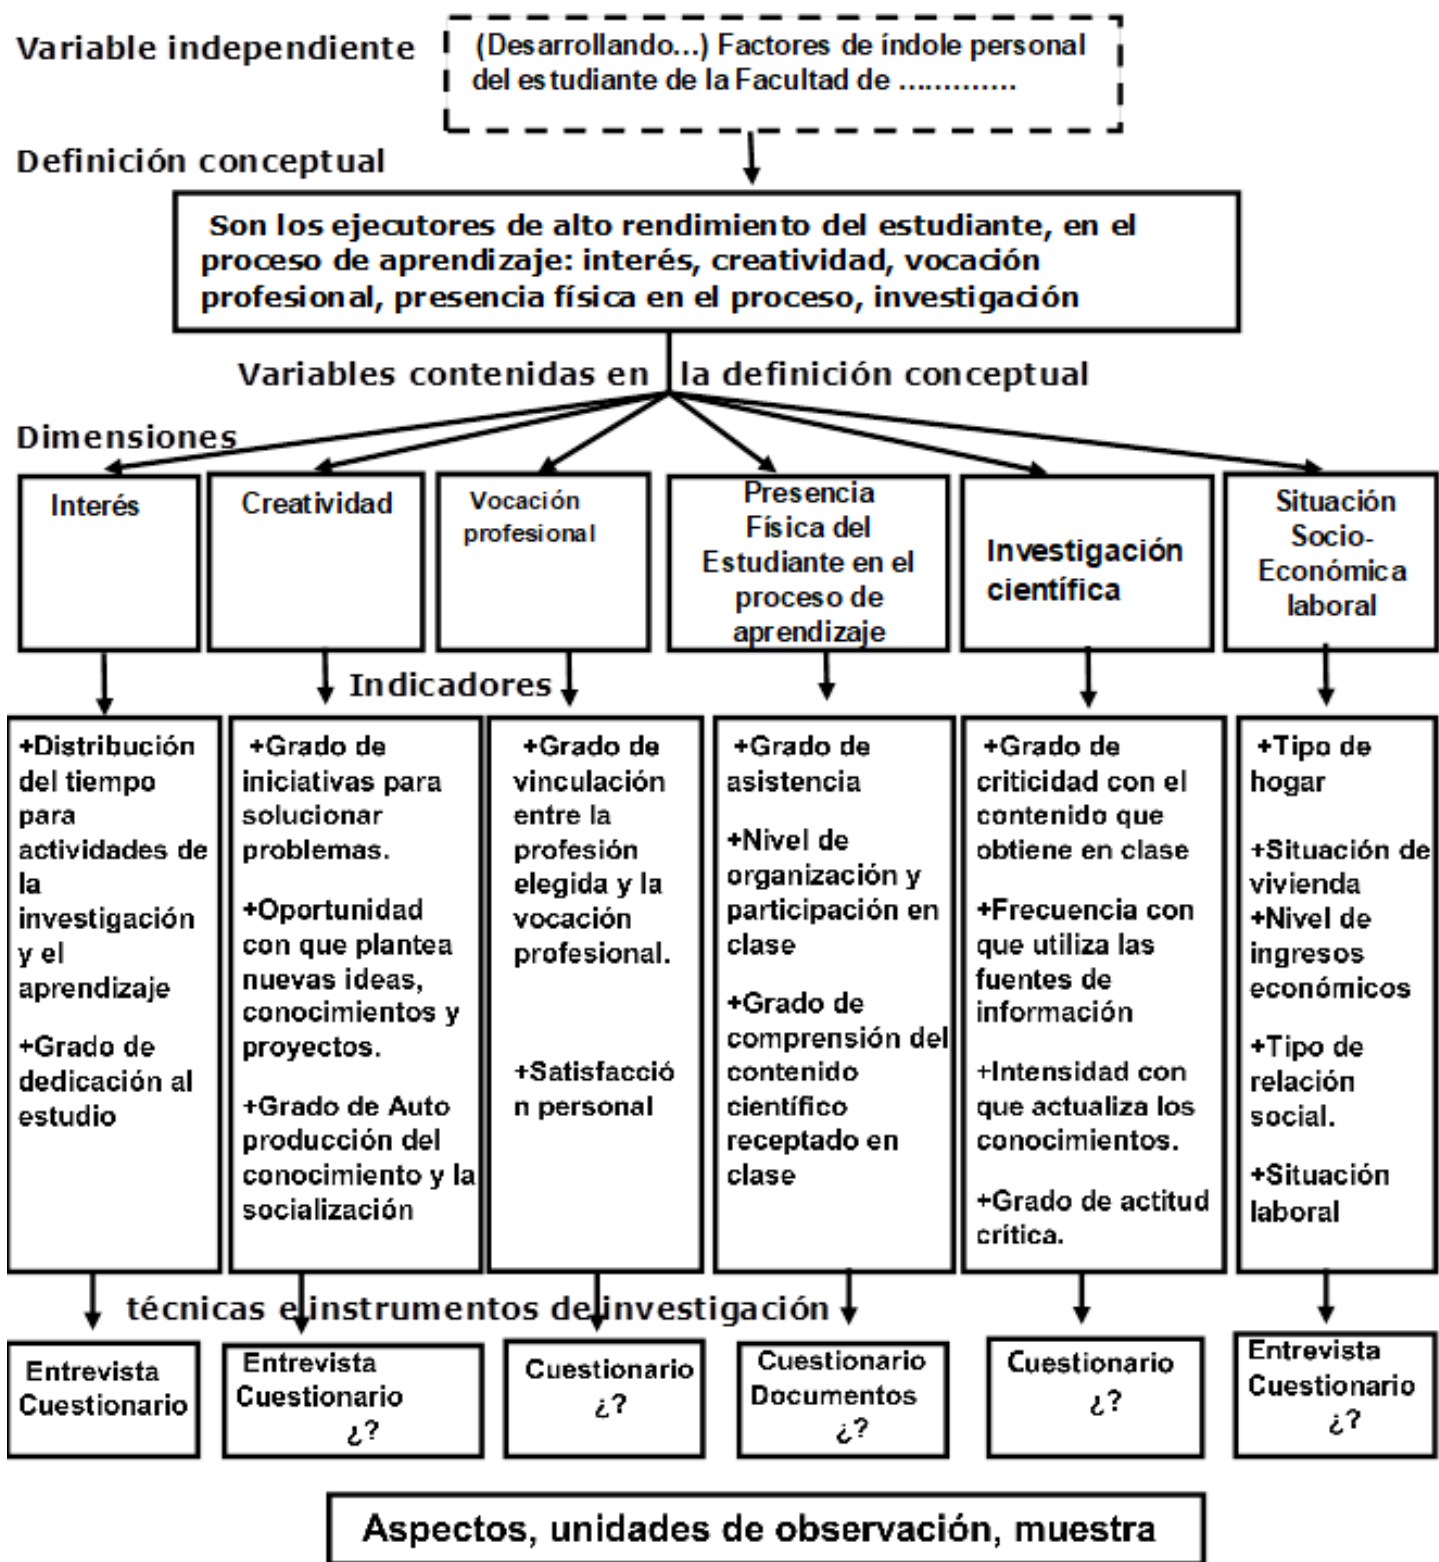 Variable independiente
(Desarrollando...) Factores de índole personal
del estudiante de la Facultad de .............
Definición conceptual
Son los ejecutores de alto rendimiento del estudiante, en el
proceso de aprendizaje: interés, creatividad, vocación
profesional, presencia física en el proceso, investigación
Variables contenidas en la definición conceptual
Dimensiones
Interés
Creatividad
Vocación
profesional
Presencia
Física del
Estudiante en el
proceso de
aprendizaje
Investigación
científica
Situación
Socio-
Económica
laboral
Indicadores
+Distribución
del tiempo
para
actividades de
la
investigación
y el
aprendizaje
+Grado de
dedicación al
estudio
+Grado de
iniciativas para
solucionar
problemas.
+Oportunidad
con que plantea
nuevas ideas,
conocimientos y
proyectos.
+Grado de Auto
producción del
conocimiento y la
socialización
+Grado de
vinculación
entre la
profesión
elegida y la
vocación
profesional.
+Satisfacció
n personal
+Grado de
asistencia
+Nivel de
organización y
participación en
clase
+Grado de
comprensión del
contenido
científico
receptado en
clase
+Grado de
criticidad con el
contenido que
obtiene en clase
+Frecuencia con
que utiliza las
fuentes de
información
+Intensidad con
que actualiza los
conocimientos.
+Grado de actitud
crítica.
+Tipo de
hogar
+Situación de
vivienda
+Nivel de
ingresos
económicos
+Tipo de
relación
social.
+Situación
laboral
técnicas e instrumentos de investigación
Entrevista
Cuestionario
Entrevista
Cuestionario
¿?
Cuestionario
¿?
Cuestionario
Documentos
¿?
Cuestionario
¿?
Entrevista
Cuestionario
¿?
Aspectos, unidades de observación, muestra